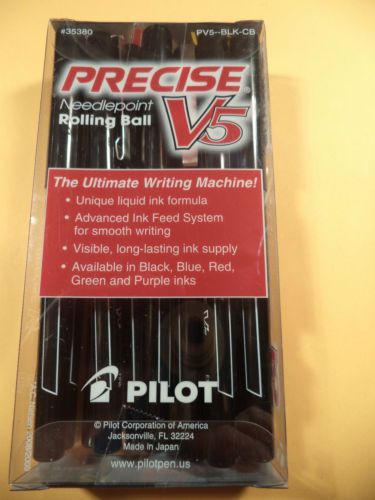 #35380 PV5--BLK-CB
PRECISE®
Needlepoint
Rolling Ball
V5
The Ultimate Writing Machine!
• Unique liquid ink formula
• Advanced Ink Feed System
for smooth writing
• Visible, long-lasting ink supply
• Available in Black, Blue, Red,
Green and Purple inks
PILOT
© Pilot Corporation of America
Jacksonville, FL 32224
Made in Japan
www.pilotpen.us